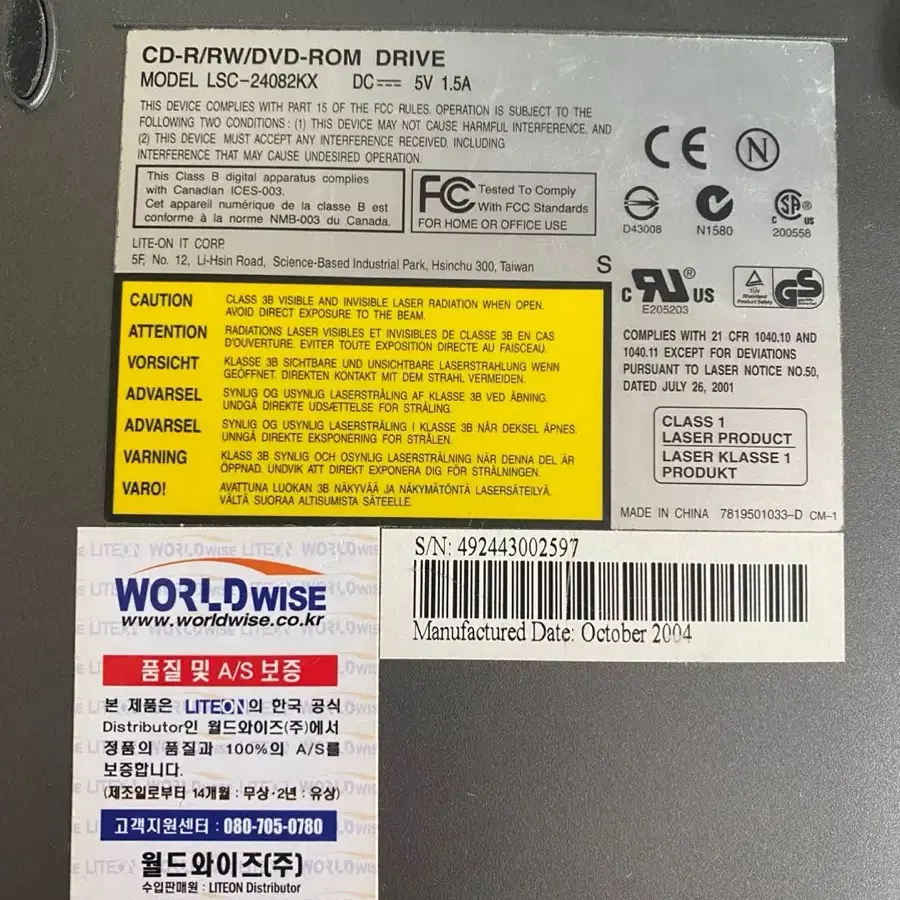 CD-R/RW/DVD-ROM DRIVE
MODEL LSC-24082KX DC⎓ 5V 1.5A
THIS DEVICE COMPLIES WITH PART 15 OF THE FCC RULES. OPERATION IS SUBJECT TO THE
FOLLOWING TWO CONDITIONS : (1) THIS DEVICE MAY NOT CAUSE HARMFUL INTERFERENCE, AND
(2) THIS DEVICE MUST ACCEPT ANY INTERFERENCE RECEIVED, INCLUDING
INTERFERENCE THAT MAY CAUSE UNDESIRED OPERATION.
This Class B digital apparatus complies
with Canadian ICES-003.
Cet appareil numérique de la classe B est
conforme à la norme NMB-003 du Canada.
FC Tested To Comply
With FCC Standards
FOR HOME OR OFFICE USE
CE N
D43008 N1580 C SA® US 200558
LITE-ON IT CORP.
5F, No. 12, Li-Hsin Road, Science-Based Industrial Park, Hsinchu 300, Taiwan S
C RU® US
E205203
TÜV
Rheinland
Product Safety
GS
CAUTION CLASS 3B VISIBLE AND INVISIBLE LASER RADIATION WHEN OPEN.
AVOID DIRECT EXPOSURE TO THE BEAM.
ATTENTION RADIATIONS LASER VISIBLES ET INVISIBLES DE CLASSE 3B EN CAS
D'OUVERTURE. EVITER TOUTE EXPOSITION DIRECTE AU FAISCEAU.
VORSICHT KLASSE 3B SICHTBARE UND UNSICHTBARE LASERSTRAHLUNG WENN
GEÖFFNET. DIREKTEN KONTAKT MIT DEM STRAHL VERMEIDEN.
ADVARSEL SYNLIG OG USYNLIG LASERSTRÅLING AF KLASSE 3B VED ÅBNING.
UNDGÅ DIREKTE UDSÆTTELSE FOR STRÅLING.
ADVARSEL SYNLIG OG USYNLIG LASERSTRÅLING I KLASSE 3B NÅR DEKSEL ÅPNES.
UNNGÅ DIREKTE EKSPONERING FOR STRÅLEN.
VARNING KLASS 3B SYNLIG OCH OSYNLIG LASERSTRÅLNING NÄR DENNA DEL ÄR
ÖPPNAD. UNDVIK ATT DIREKT EXPONERA DIG FÖR STRÅLNINGEN.
VARO! AVATTUNA LUOKAN 3B NÄKYVÄÄ JA NÄKYMÄTÖNTÄ LASERSÄTEILYÄ.
VÄLTÄ SUORAA ALTISUMISTA SÄTEELLE.
COMPLIES WITH 21 CFR 1040.10 AND
1040.11 EXCEPT FOR DEVIATIONS
PURSUANT TO LASER NOTICE NO.50,
DATED JULY 26, 2001
CLASS 1
LASER PRODUCT
LASER KLASSE 1
PRODUKT
MADE IN CHINA 7819501033-D CM-1
S/N: 492443002597
Manufactured Date: October 2004
WORLDWISE
www.worldwise.co.kr
품질 및 A/S 보증
본 제품은 LITEON의 한국 공식
Distributor인 월드와이즈(주)에서
정품의 품질과 100%의 A/S를
보증합니다.
(제조일로부터 14개월 : 무상·2년 : 유상)
고객지원센터 : 080-705-0780
월드와이즈(주)
수입판매원 : LITEON Distributor